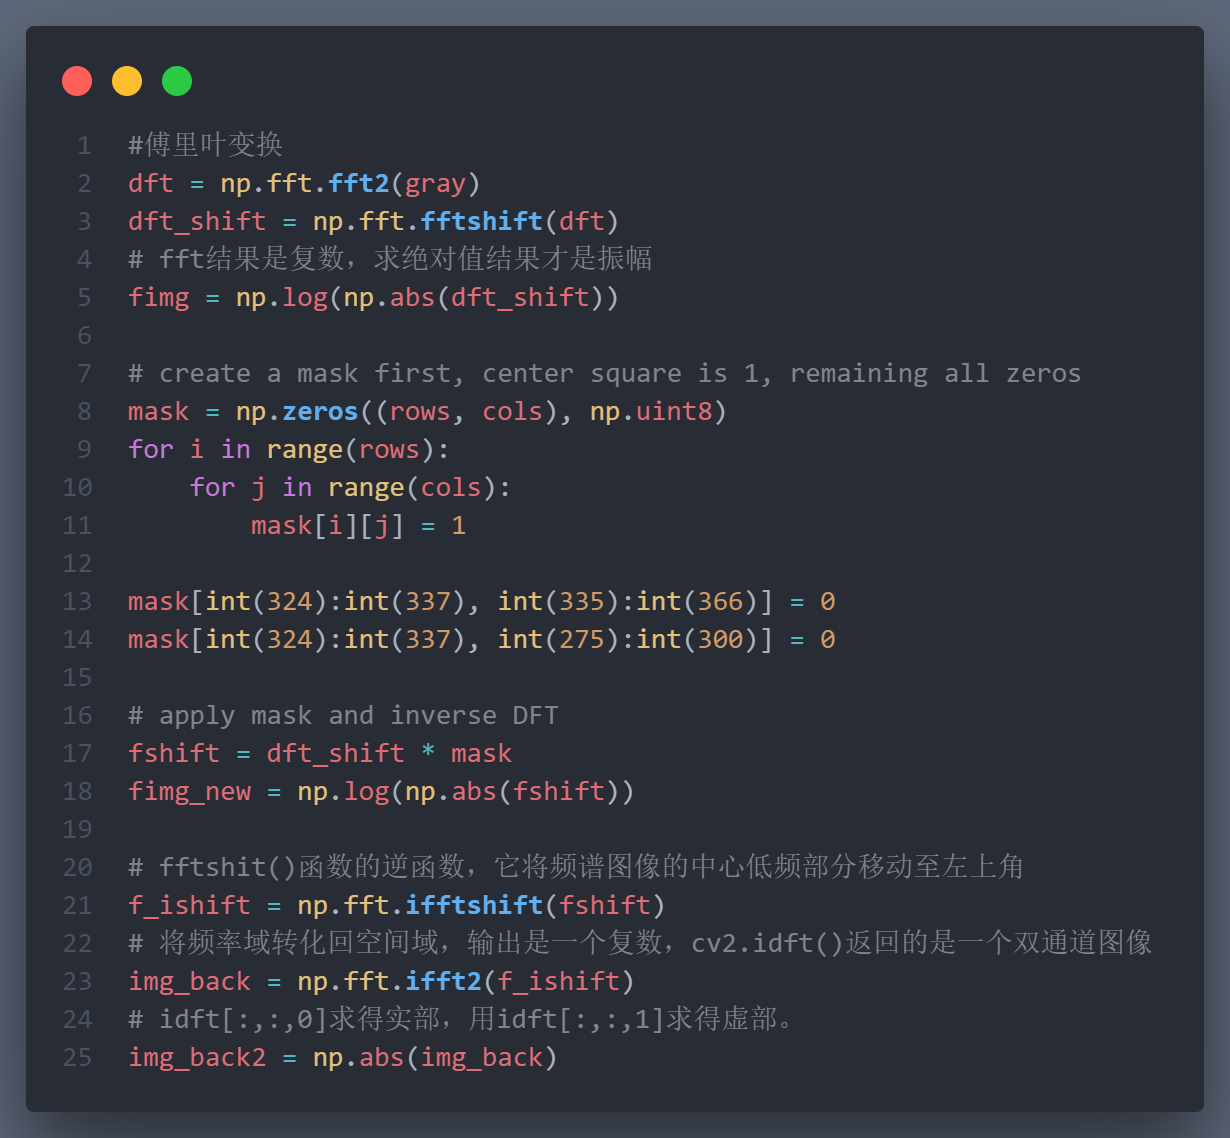 1 #傅里叶变换
2 dft = np.fft.fft2(gray)
3 dft_shift = np.fft.fftshift(dft)
4 # fft结果是复数，求绝对值结果才是振幅
5 fimg = np.log(np.abs(dft_shift))
6
7 # create a mask first, center square is 1, remaining all zeros
8 mask = np.zeros((rows, cols), np.uint8)
9 for i in range(rows):
10     for j in range(cols):
11         mask[i][j] = 1
12
13 mask[int(324):int(337), int(335):int(366)] = 0
14 mask[int(324):int(337), int(275):int(300)] = 0
15
16 # apply mask and inverse DFT
17 fshift = dft_shift * mask
18 fimg_new = np.log(np.abs(fshift))
19
20 # fftshit()函数的逆函数，它将频谱图像的中心低频部分移动至左上角
21 f_ishift = np.fft.ifftshift(fshift)
22 # 将频率域转化回空间域，输出是一个复数，cv2.idft()返回的是一个双通道图像
23 img_back = np.fft.ifft2(f_ishift)
24 # idft[:,:,0]求得实部，用idft[:,:,1]求得虚部。
25 img_back2 = np.abs(img_back)